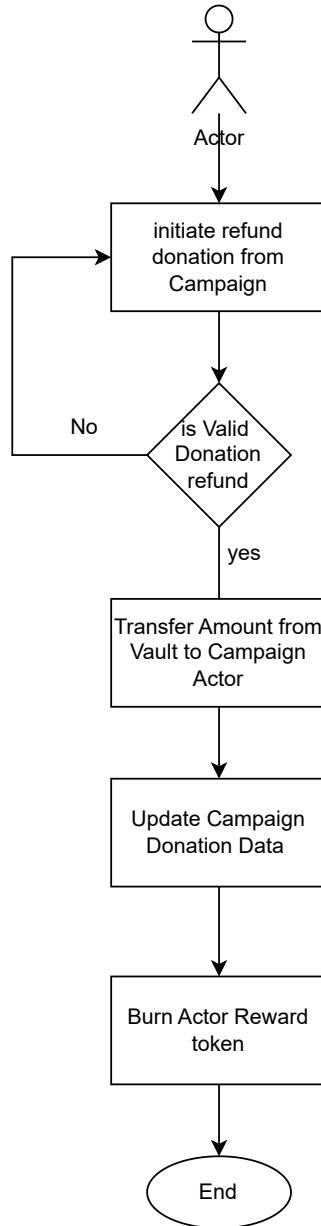 Actor
initiate refund
donation from
Campaign
No
is Valid
Donation
refund
yes
Transfer Amount from
Vault to Campaign
Actor
Update Campaign
Donation Data
Burn Actor Reward
token
End